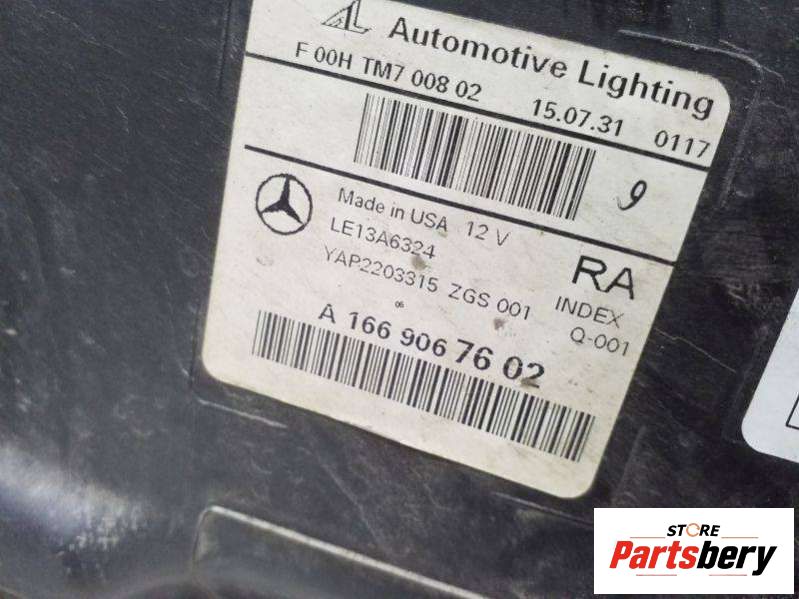 AL Automotive Lighting
F 00H TM7 008 02 15.07.31 0117
9
Made in USA 12 V
LE13A6324
YAP2203315 ZGS 001
RA
INDEX
Q-001
A 166 906 76 02
STORE
Partsbery